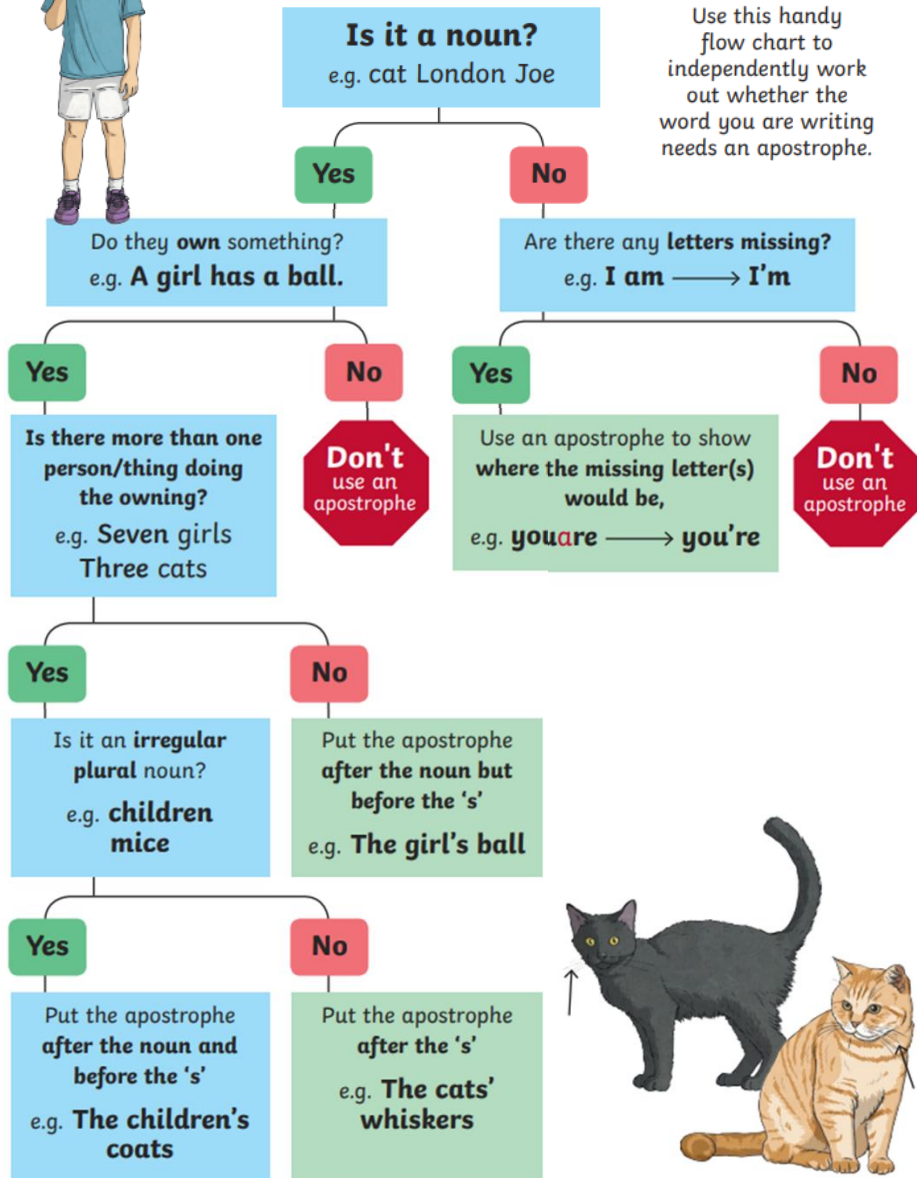 Is it a noun?
e.g. cat London Joe
Use this handy
flow chart to
independently work
out whether the
word you are writing
needs an apostrophe.
Yes
No
Do they own something?
e.g. A girl has a ball.
Are there any letters missing?
e.g. I am ⟶ I'm
Yes
No
Yes
No
Is there more than one
person/thing doing
the owning?
e.g. Seven girls
Three cats
Don't
use an
apostrophe
Use an apostrophe to show
where the missing letter(s)
would be,
e.g. youare ⟶ you're
Don't
use an
apostrophe
Yes
No
Is it an irregular
plural noun?
e.g. children
mice
Put the apostrophe
after the noun but
before the ‘s’
e.g. The girl's ball
Yes
No
Put the apostrophe
after the noun and
before the ‘s’
e.g. The children's
coats
Put the apostrophe
after the ‘s’
e.g. The cats’
whiskers